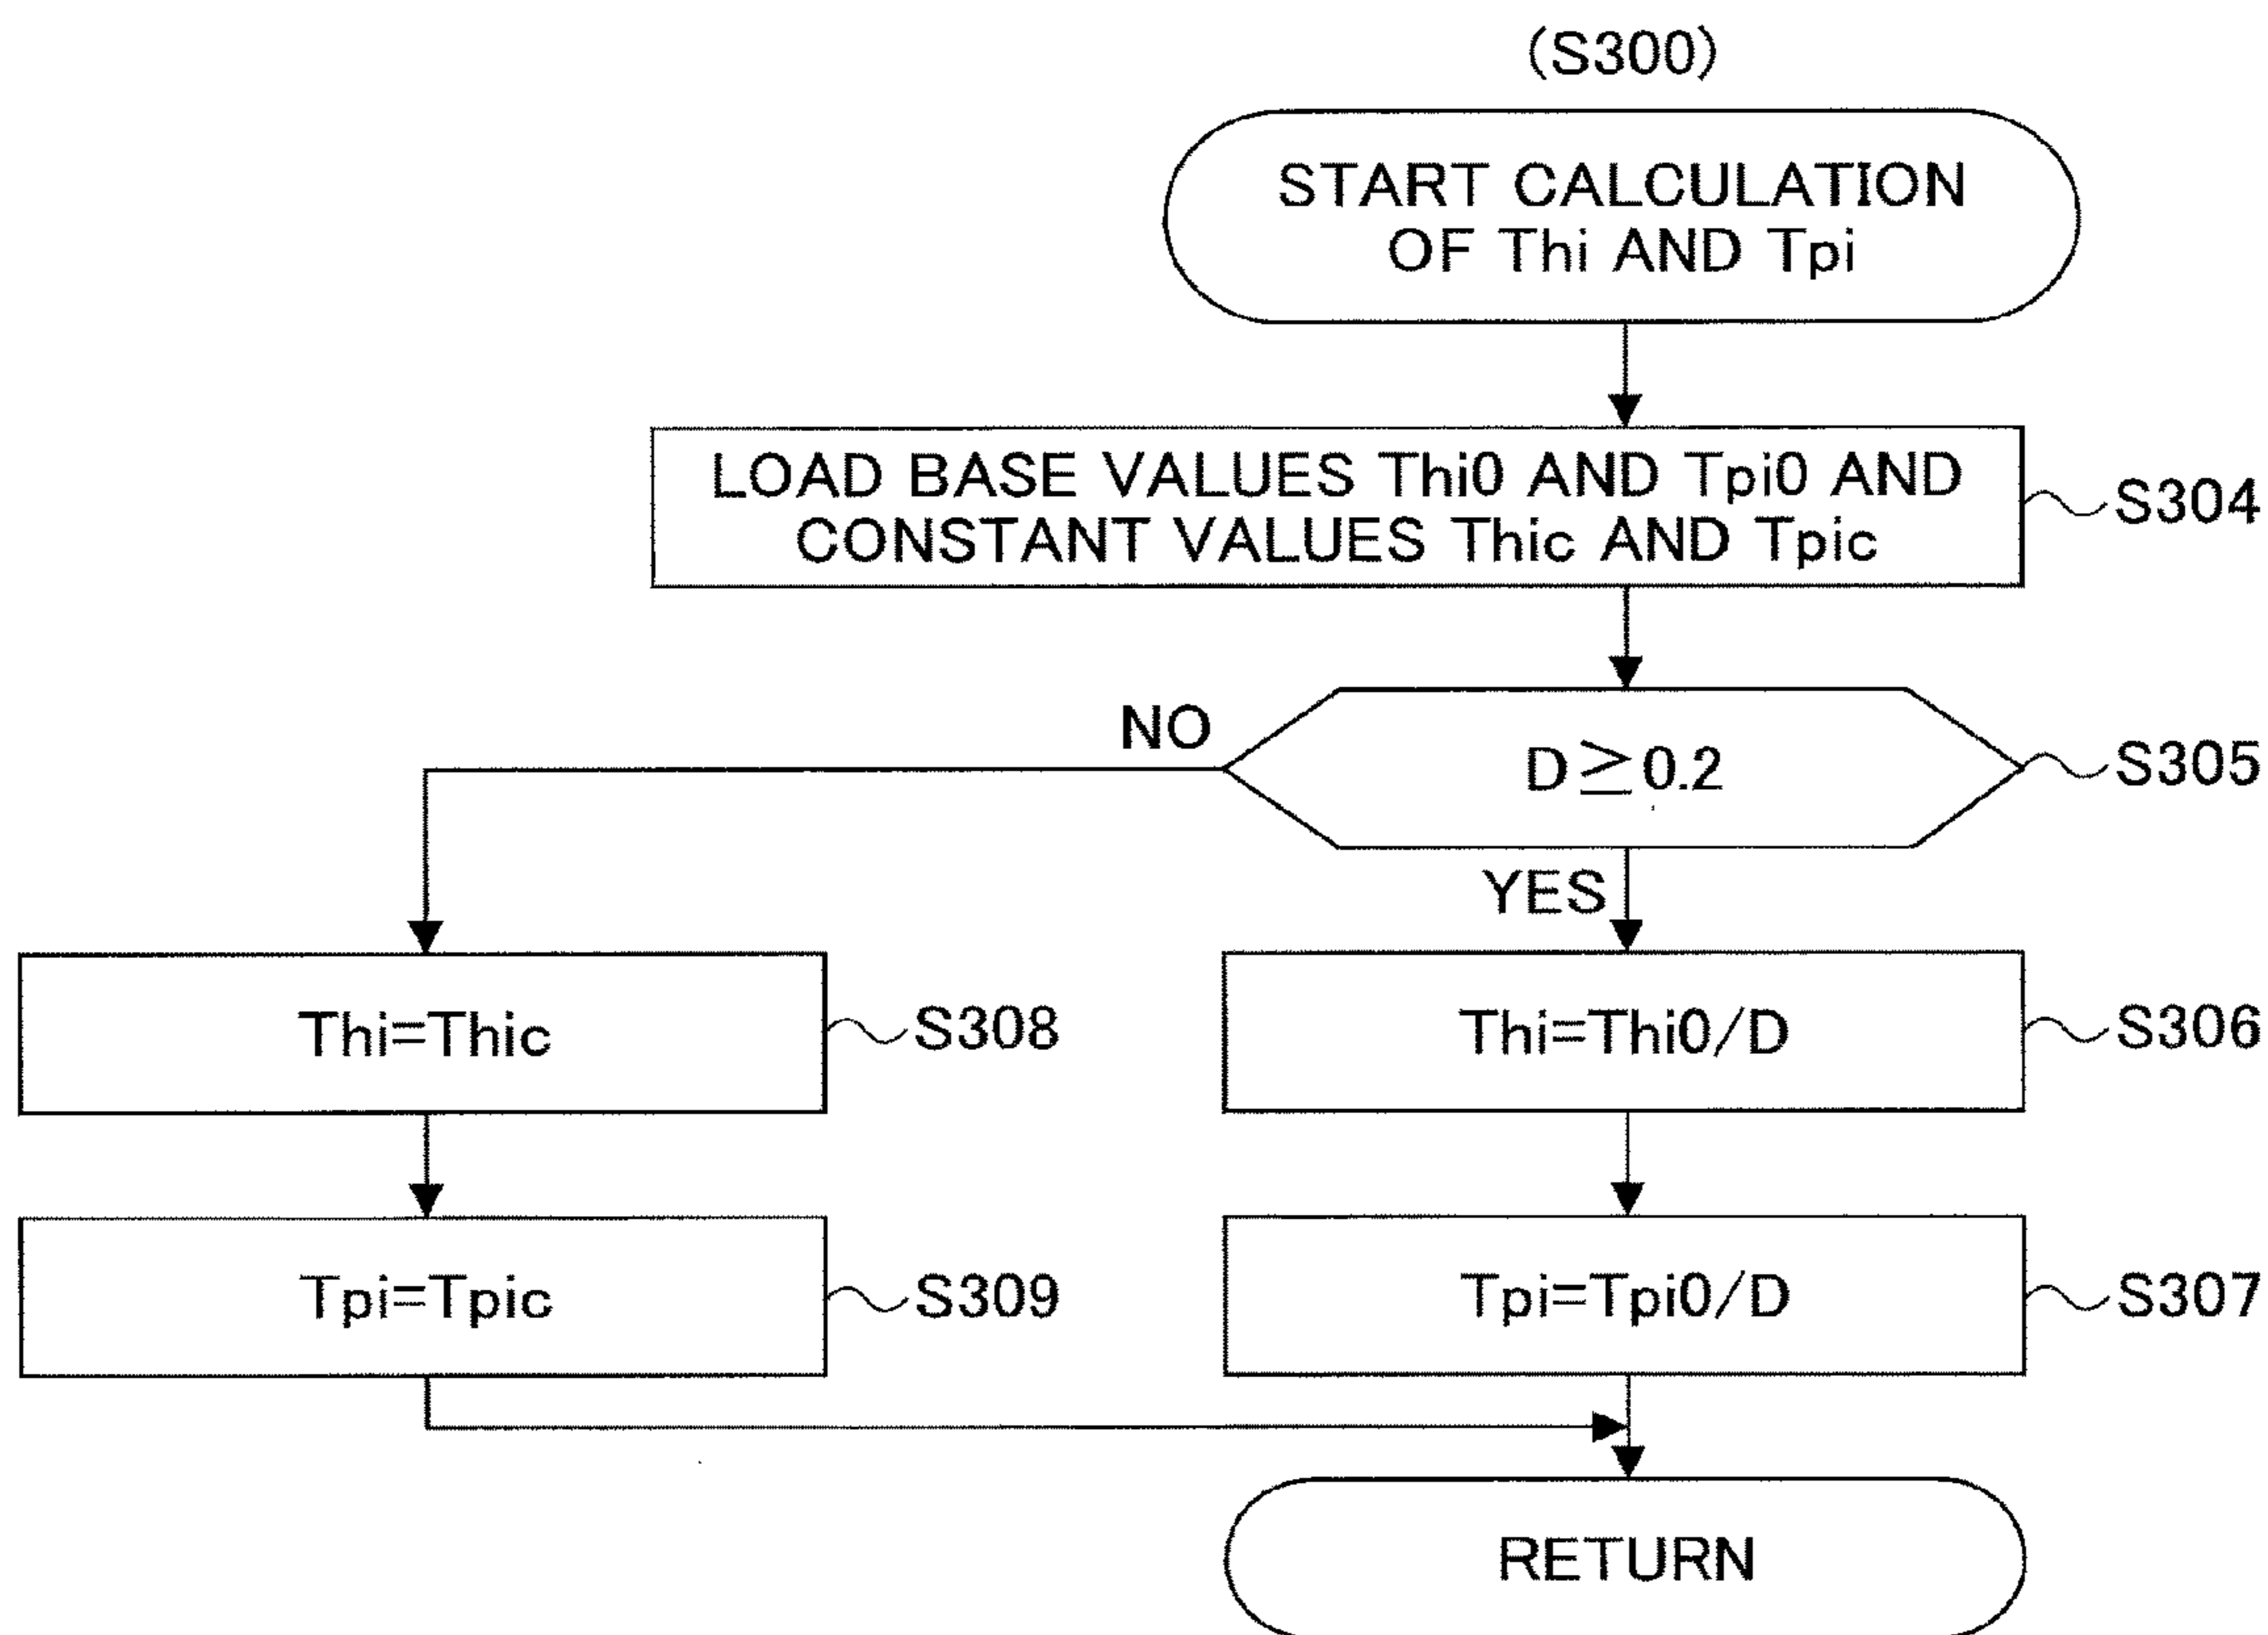 (S300)
START CALCULATION
OF Thi AND Tpi
LOAD BASE VALUES Thi0 AND Tpi0 AND
CONSTANT VALUES Thic AND Tpic
S304
NO
D≧0.2
S305
YES
Thi=Thic
S308
Thi=Thi0/D
S306
Tpi=Tpic
S309
Tpi=Tpi0/D
S307
RETURN